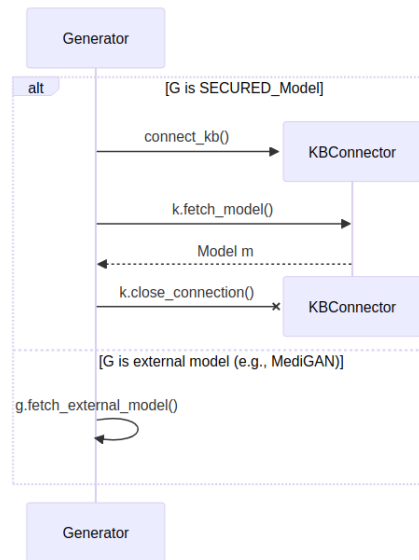 Generator
alt
[G is SECURED_Model]
connect_kb()
KBConnector
k.fetch_model()
Model m
k.close_connection()
KBConnector
[G is external model (e.g., MediGAN)]
g.fetch_external_model()
Generator